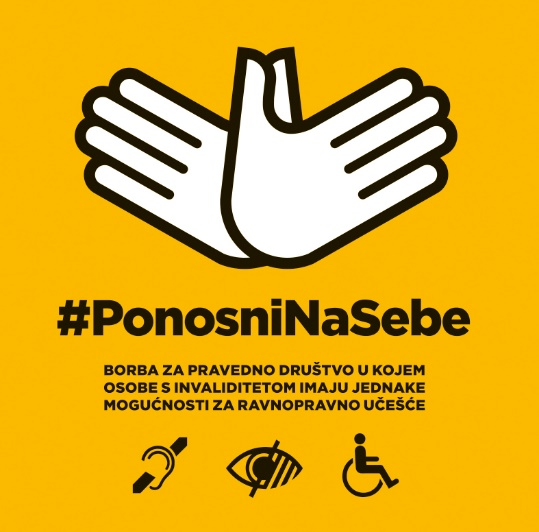 #PonosniNaSebe
BORBA ZA PRAVEDNO DRUŠTVO U KOJEM
OSOBE S INVALIDITETOM IMAJU JEDNAKE
MOGUĆNOSTI ZA RAVNOPRAVNO UČEŠĆE